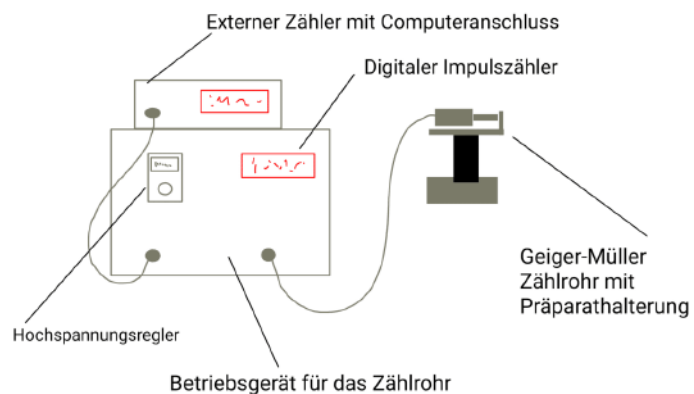 Externer Zähler mit Computeranschluss
Digitaler Impulszähler
Geiger-Müller
Zählrohr mit
Präparathalterung
Hochspannungsregler
Betriebsgerät für das Zählrohr